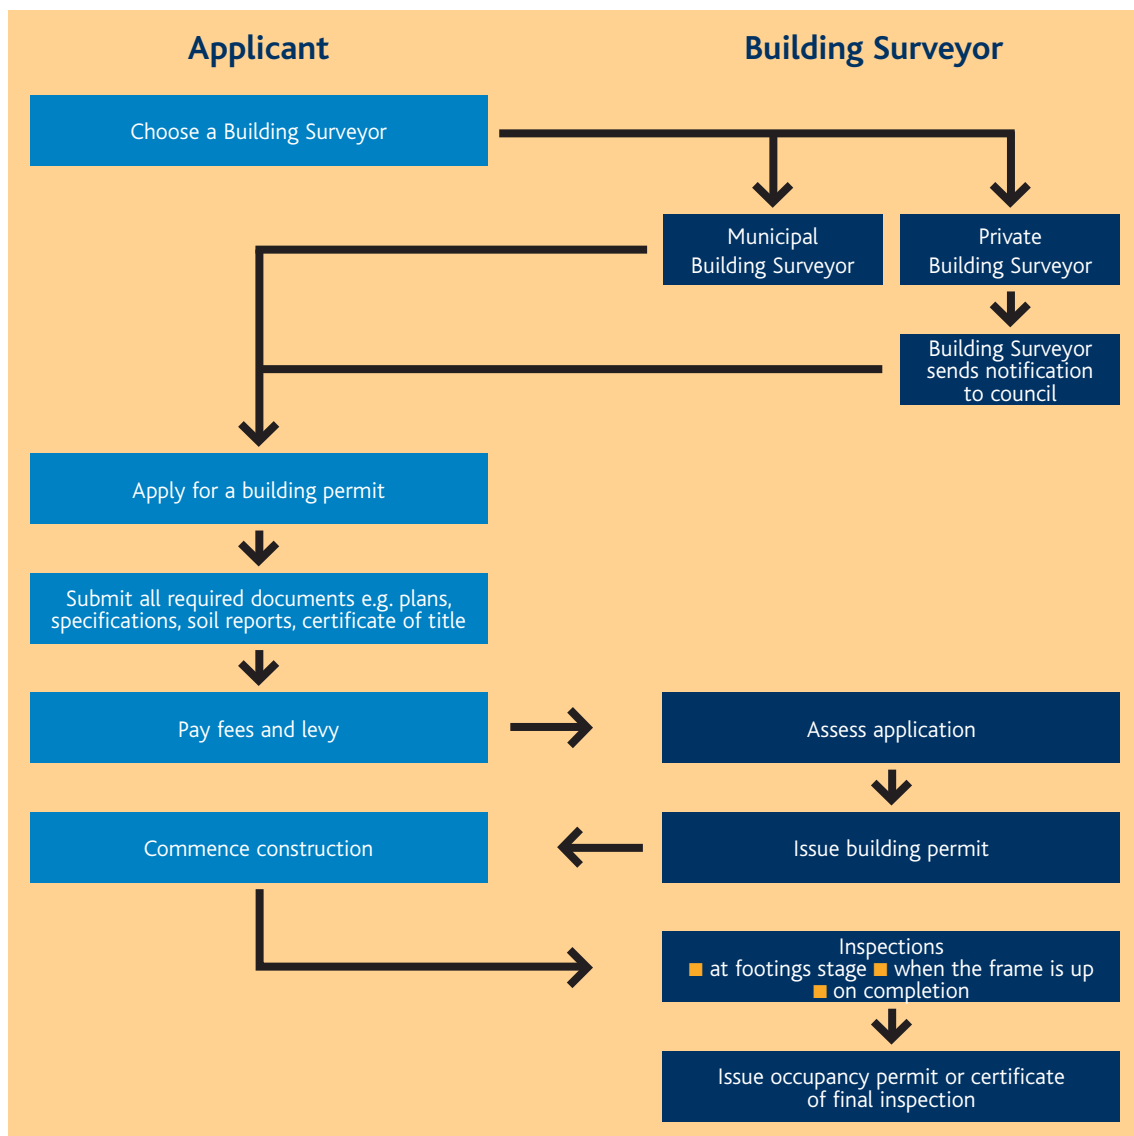 Applicant
Building Surveyor
Choose a Building Surveyor
Municipal
Building Surveyor
Private
Building Surveyor
Building Surveyor
sends notification
to council
Apply for a building permit
Submit all required documents e.g. plans,
specifications, soil reports, certificate of title
Pay fees and levy
Assess application
Commence construction
Issue building permit
Inspections
■ at footings stage ■ when the frame is up
■ on completion
Issue occupancy permit or certificate
of final inspection